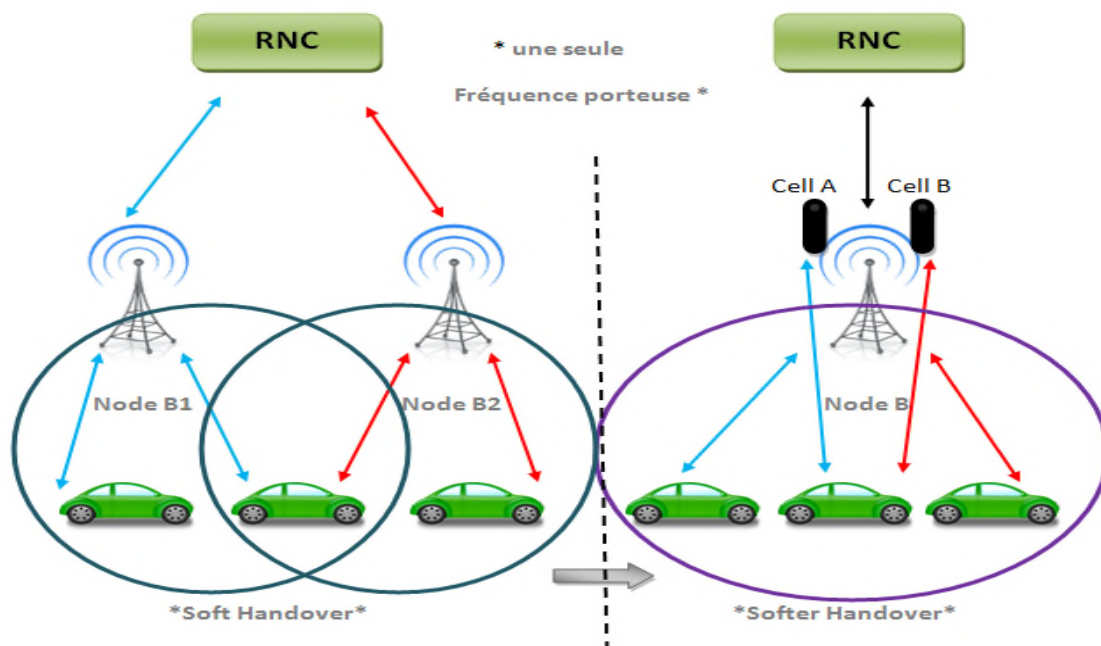 RNC
* une seule
Fréquence porteuse *
RNC
Cell A
Cell B
Node B1
Node B2
Node B
*Soft Handover*
*Softer Handover*